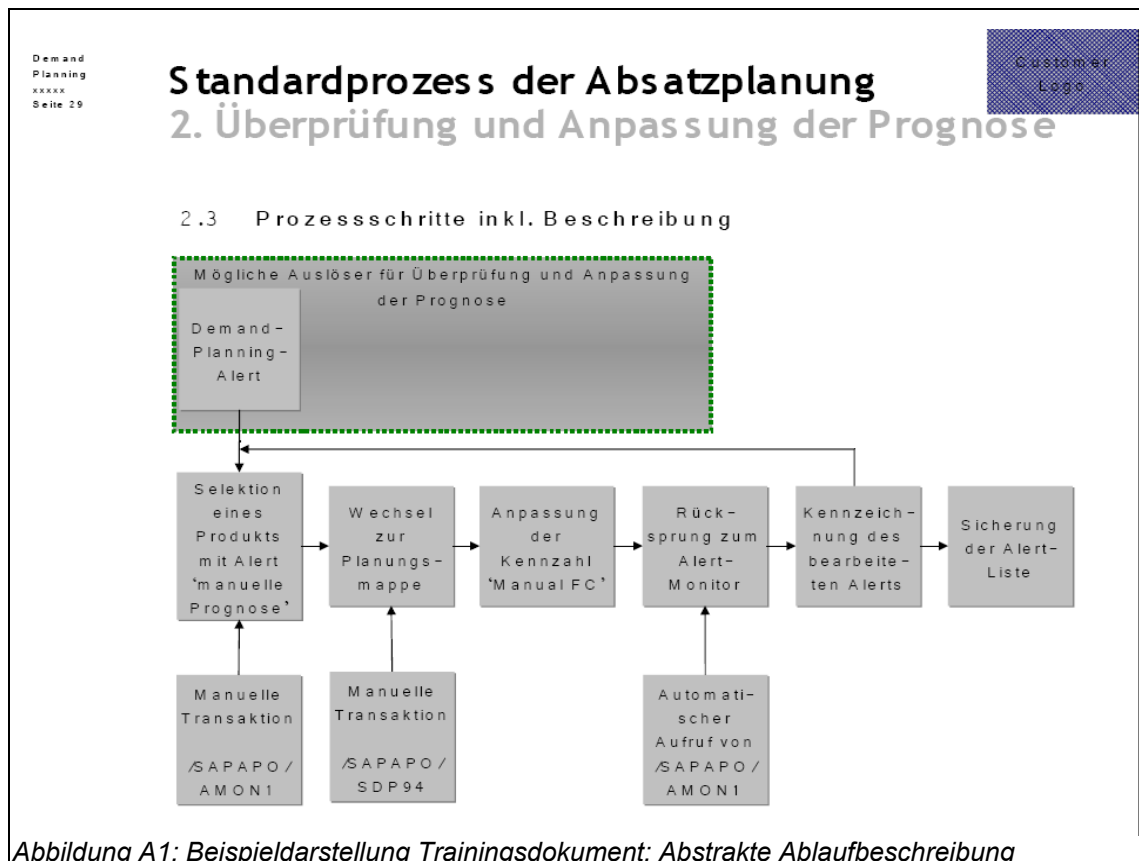 Demand
Planning
xxxxx
Seite 29
Standardprozess der Absatzplanung
2. Überprüfung und Anpassung der Prognose
Customer
Logo
2.3 Prozessschritte inkl. Beschreibung
Mögliche Auslöser für Überprüfung und Anpassung
der Prognose
Demand-
Planning-
Alert
Selektion
eines
Produkts
mit Alert
‘manuelle
Prognose’
Wechsel
zur
Planungs-
mappe
Anpassung
der
Kennzahl
‘Manual FC’
Rück-
sprung zum
Alert-
Monitor
Kennzeich-
nung des
bearbeite-
ten Alerts
Sicherung
der Alert-
Liste
Manuelle
Transaktion
/SAPAPO/
AMON1
Manuelle
Transaktion
/SAPAPO/
SDP94
Automati-
scher
Aufruf von
/SAPAPO/
AMON1
Abbildung A1: Beispieldarstellung Trainingsdokument: Abstrakte Ablaufbeschreibung